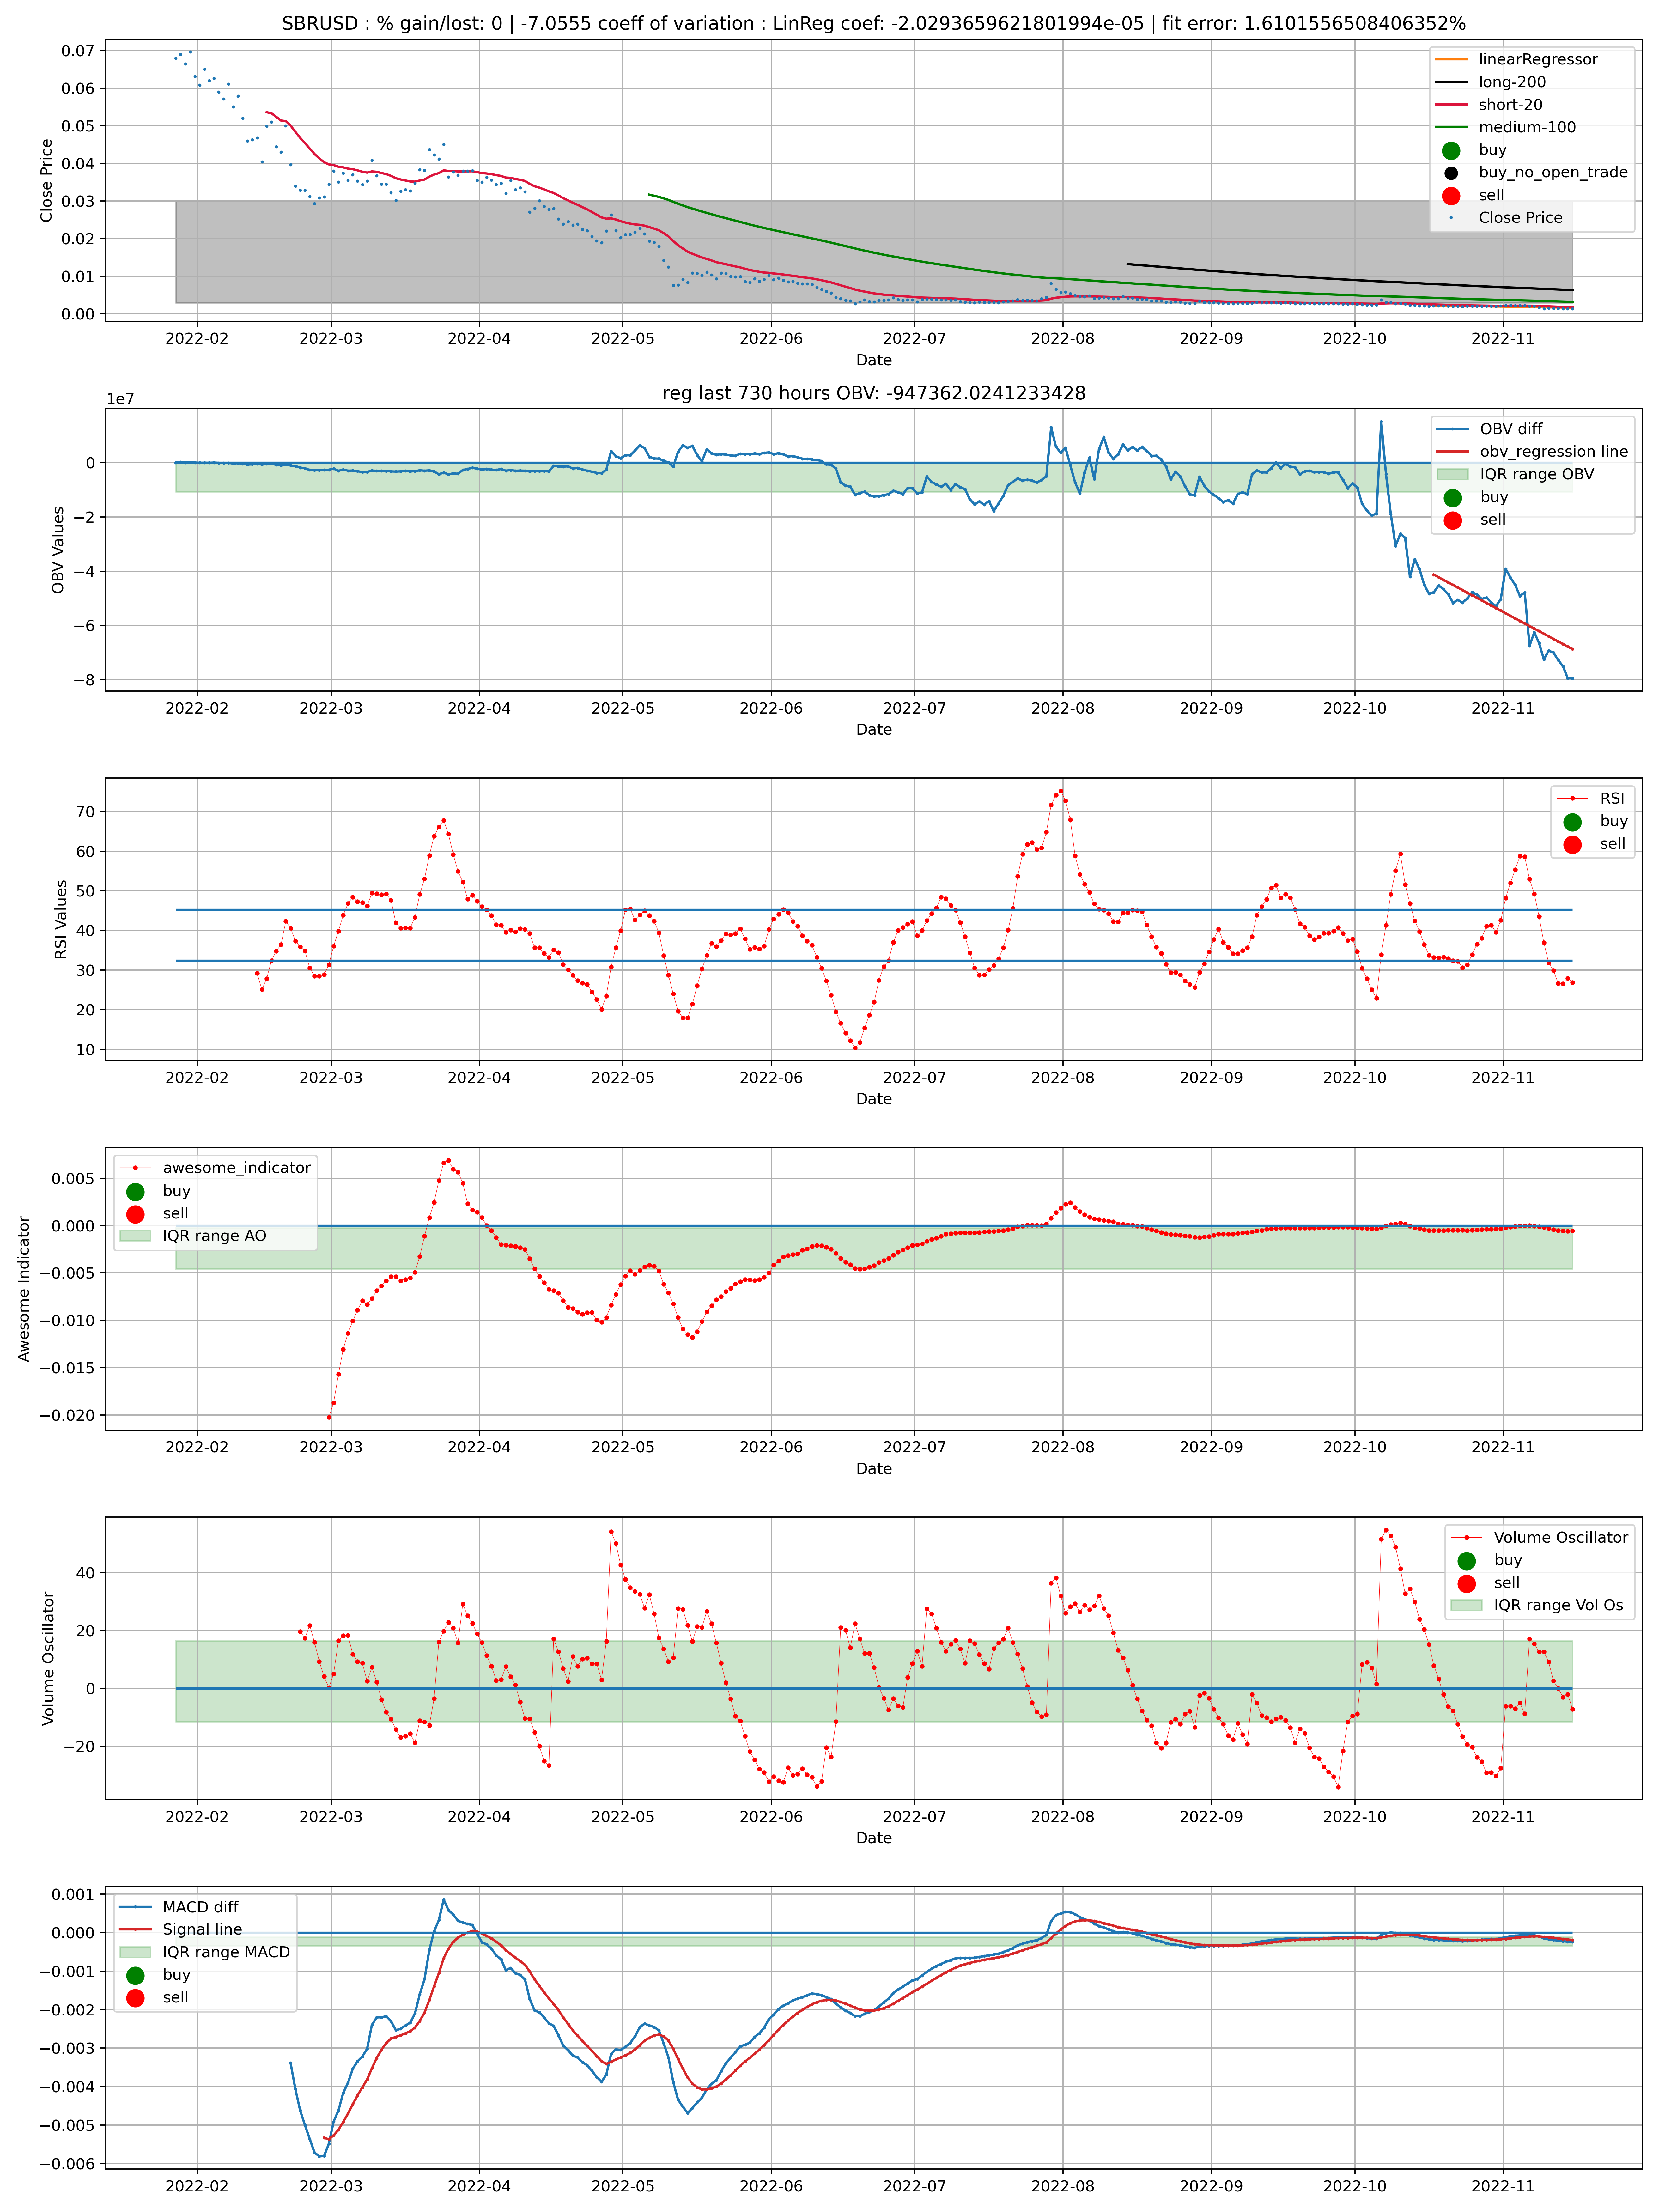 SBRUSD : % gain/lost: 0 | -7.0555 coeff of variation : LinReg coef: -2.0293659621801994e-05 | fit error: 1.6101556508406352%
0.07
0.06
0.05
0.04
0.03
0.02
0.01
0.00
Close Price
linearRegressor
long-200
short-20
medium-100
buy
buy_no_open_trade
sell
Close Price
2022-02 2022-03 2022-04 2022-05 2022-06 2022-07 2022-08 2022-09 2022-10 2022-11
Date
reg last 730 hours OBV: -947362.0241233428
1e7
0
−2
−4
−6
−8
OBV Values
OBV diff
obv_regression line
IQR range OBV
buy
sell
2022-02 2022-03 2022-04 2022-05 2022-06 2022-07 2022-08 2022-09 2022-10 2022-11
Date
70
60
50
40
30
20
10
RSI Values
RSI
buy
sell
2022-02 2022-03 2022-04 2022-05 2022-06 2022-07 2022-08 2022-09 2022-10 2022-11
Date
0.005
0.000
−0.005
−0.010
−0.015
−0.020
Awesome Indicator
awesome_indicator
buy
sell
IQR range AO
2022-02 2022-03 2022-04 2022-05 2022-06 2022-07 2022-08 2022-09 2022-10 2022-11
Date
40
20
0
−20
Volume Oscillator
Volume Oscillator
buy
sell
IQR range Vol Os
2022-02 2022-03 2022-04 2022-05 2022-06 2022-07 2022-08 2022-09 2022-10 2022-11
Date
0.001
0.000
−0.001
−0.002
−0.003
−0.004
−0.005
−0.006
MACD diff
Signal line
IQR range MACD
buy
sell
2022-02 2022-03 2022-04 2022-05 2022-06 2022-07 2022-08 2022-09 2022-10 2022-11